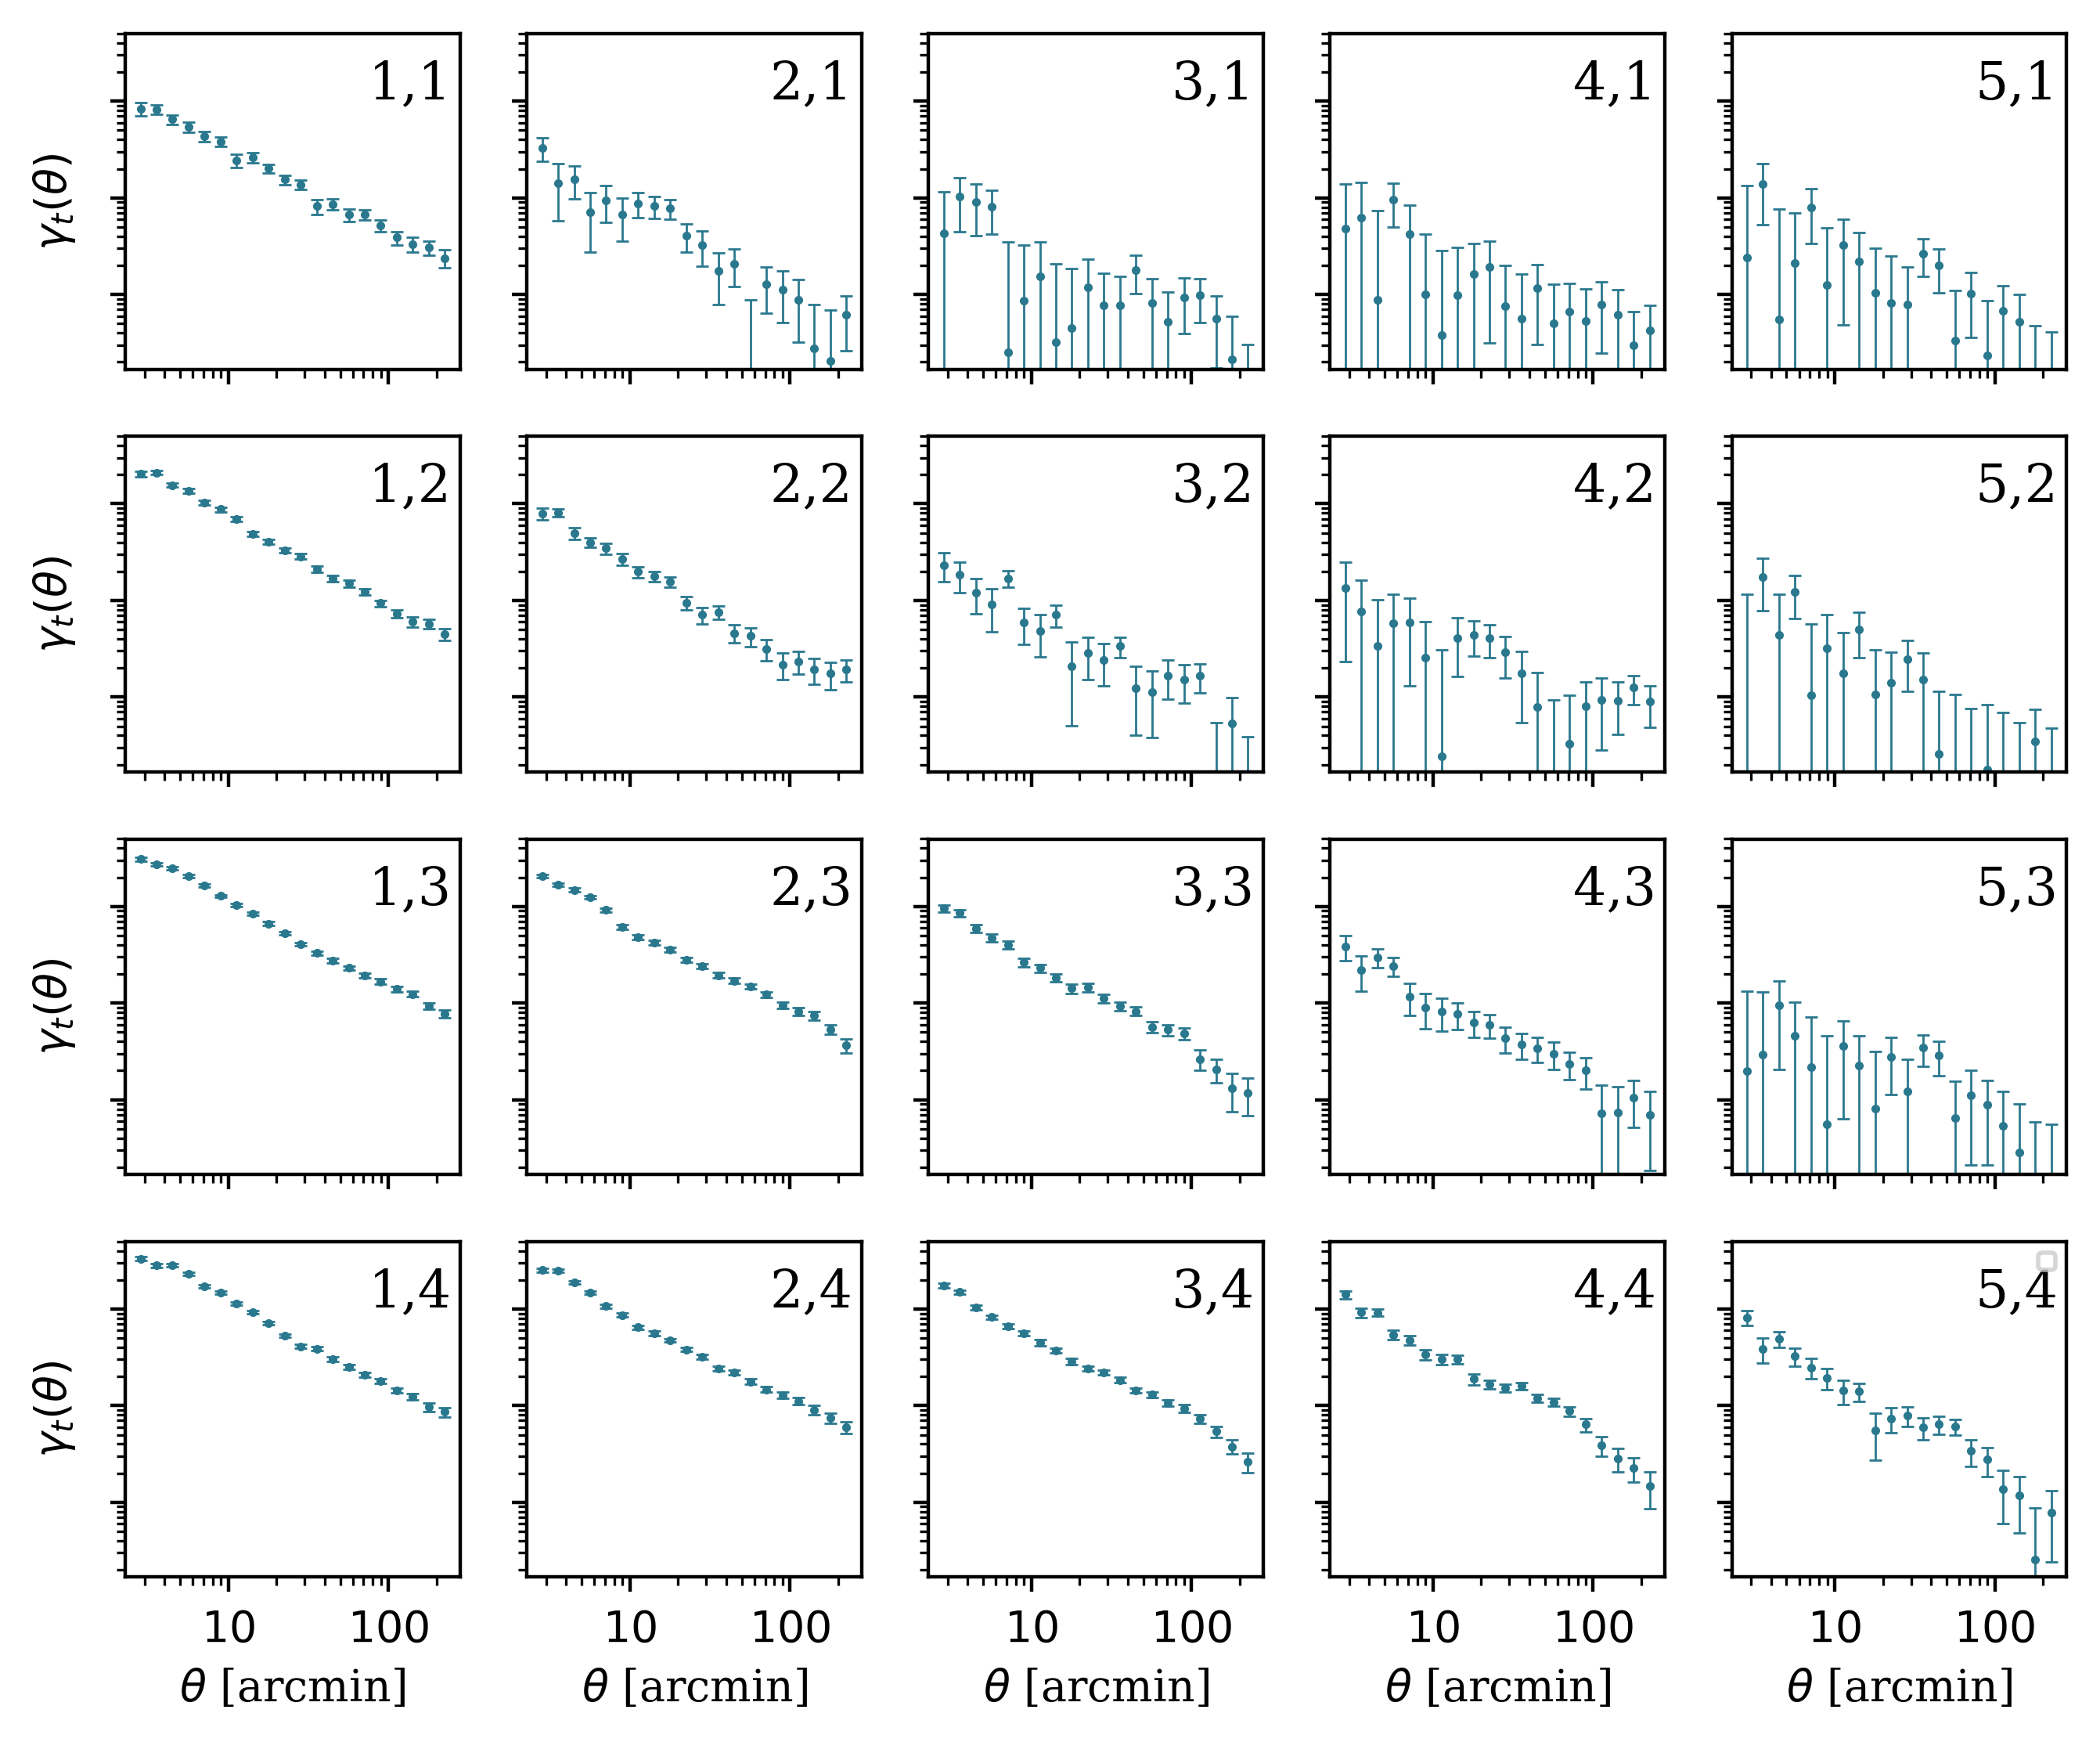 γt(θ) 1,1 2,1 3,1 4,1 5,1
γt(θ) 1,2 2,2 3,2 4,2 5,2
γt(θ) 1,3 2,3 3,3 4,3 5,3
γt(θ) 1,4 2,4 3,4 4,4 5,4
10 100 10 100 10 100 10 100 10 100
θ [arcmin] θ [arcmin] θ [arcmin] θ [arcmin] θ [arcmin]